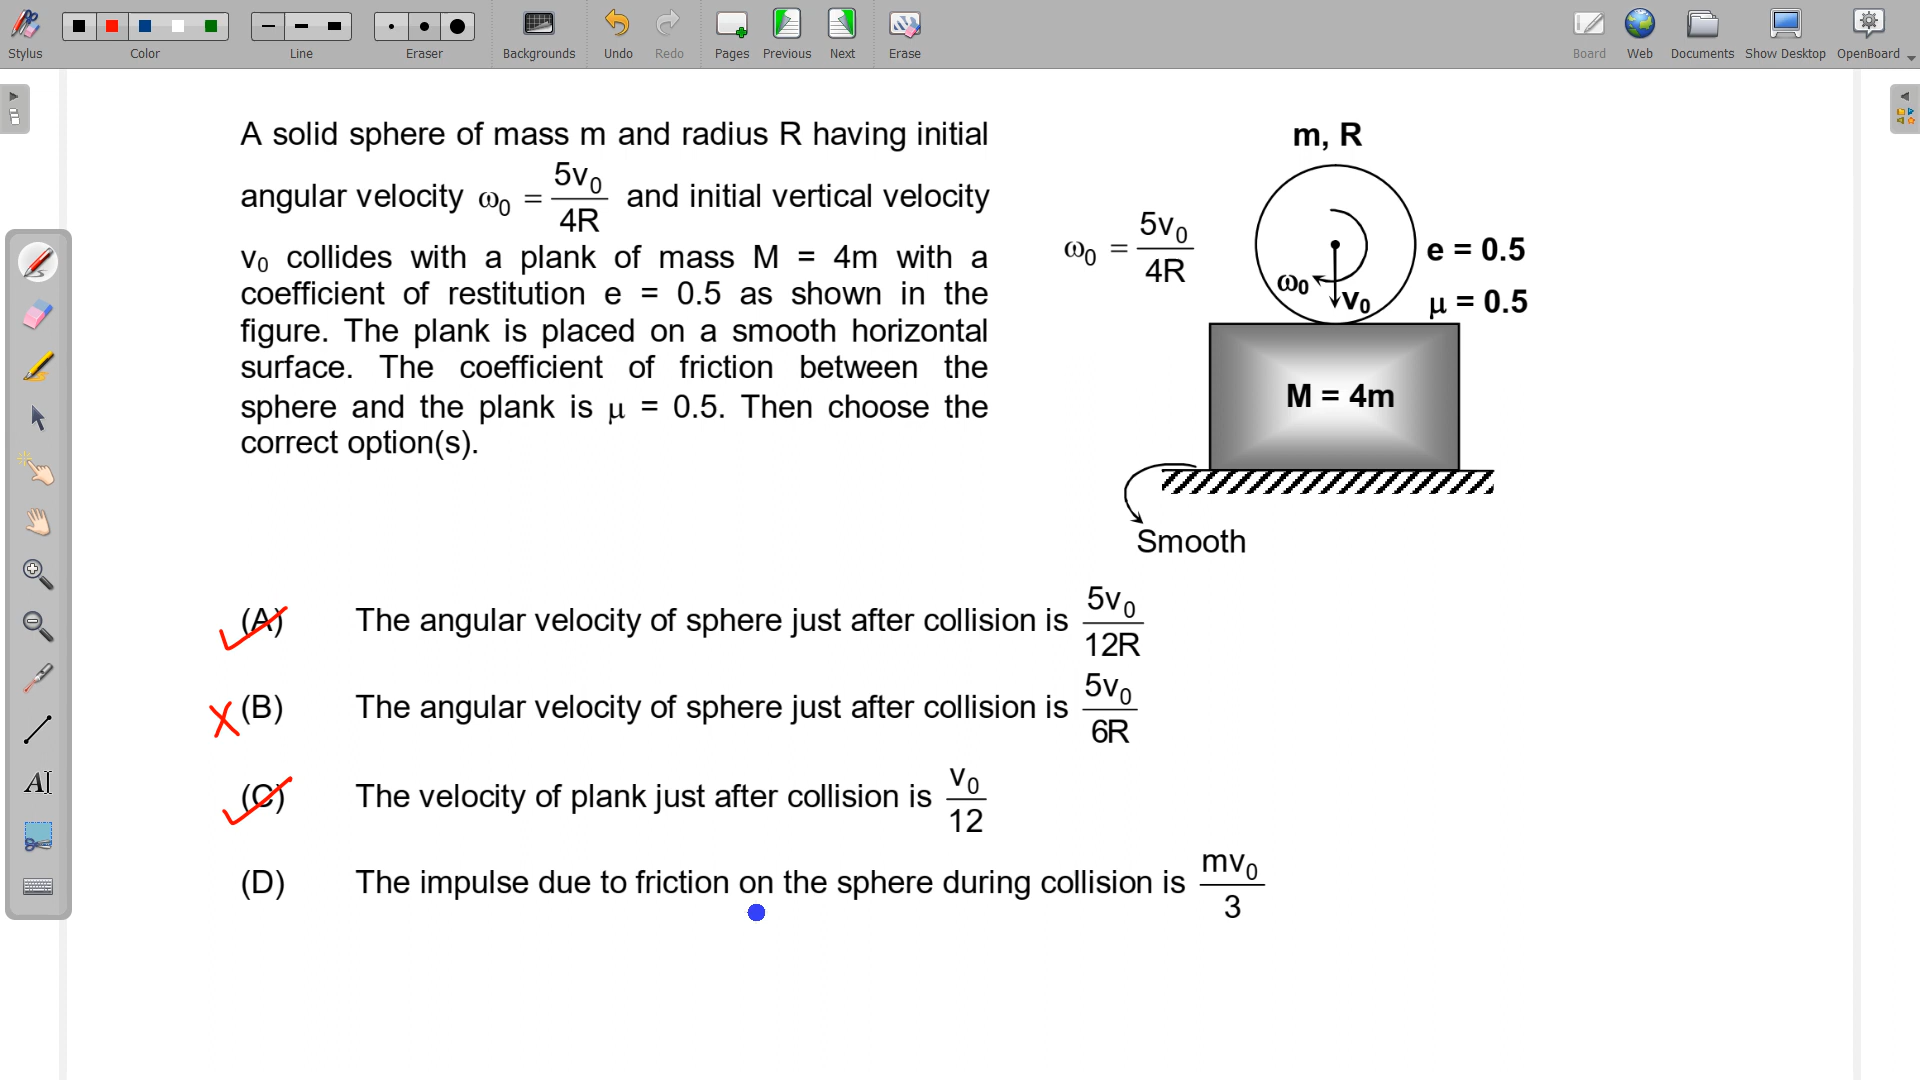 Stylus Color Line Eraser Backgrounds Undo Redo Pages Previous Next Erase Board Web Documents Show Desktop OpenBoard
A solid sphere of mass m and radius R having initial
angular velocity ω₀ = 5v₀/4R and initial vertical velocity
v₀ collides with a plank of mass M = 4m with a
coefficient of restitution e = 0.5 as shown in the
figure. The plank is placed on a smooth horizontal
surface. The coefficient of friction between the
sphere and the plank is μ = 0.5. Then choose the
correct option(s).
m, R
ω₀ = 5v₀/4R
e = 0.5
ω₀
v₀
μ = 0.5
M = 4m
Smooth
(A) The angular velocity of sphere just after collision is 5v₀/12R
(B) The angular velocity of sphere just after collision is 5v₀/6R
(C) The velocity of plank just after collision is v₀/12
(D) The impulse due to friction on the sphere during collision is mv₀/3
AI